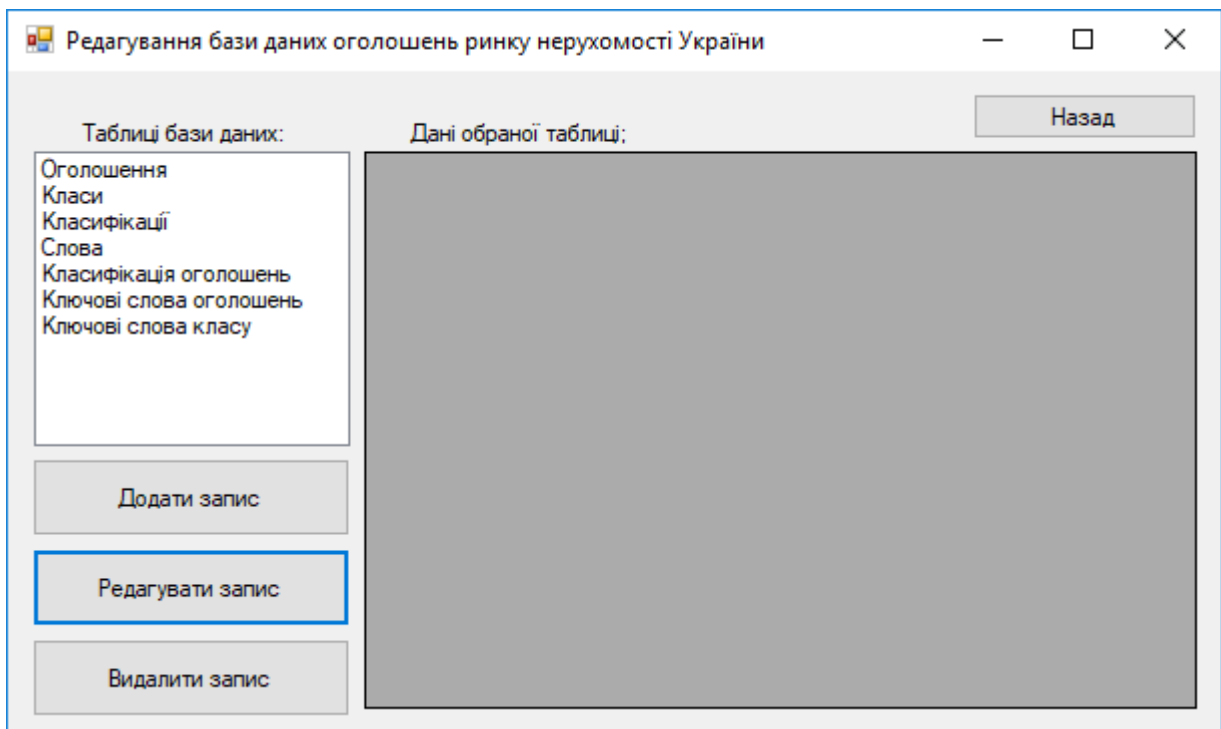 Редагування бази даних оголошень ринку нерухомості України
Назад
Таблиці бази даних:
Дані обраної таблиці;
Оголошення
Класи
Класифікації
Слова
Класифікація оголошень
Ключові слова оголошень
Ключові слова класу
Додати запис
Редагувати запис
Видалити запис